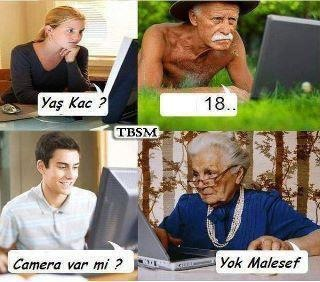 Yaş Kac ?
18..
TBSM
Camera var mi ?
Yok Malesef